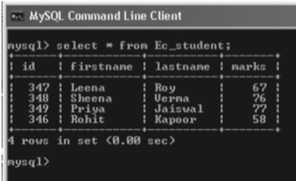 MySQL Command Line Client
mysql> select * from Ec_student;
+-----+-----------+----------+-------+
| id | firstname | lastname | marks |
+-----+-----------+----------+-------+
| 347 | Leena | Roy | 67 |
| 348 | Sheena | Verma | 76 |
| 349 | Priya | Jaiswal | 77 |
| 346 | Rohit | Kapoor | 58 |
+-----+-----------+----------+-------+
4 rows in set (0.00 sec)
mysql>